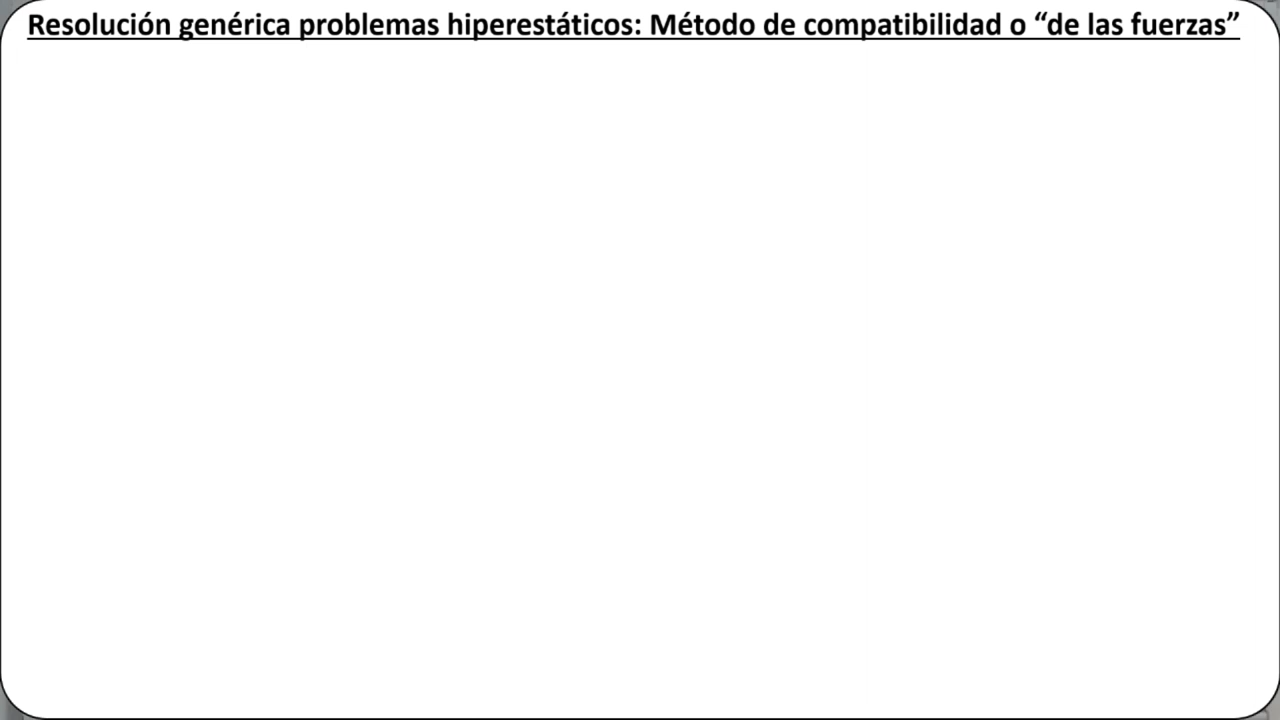 Resolución genérica problemas hiperestáticos: Método de compatibilidad o “de las fuerzas”